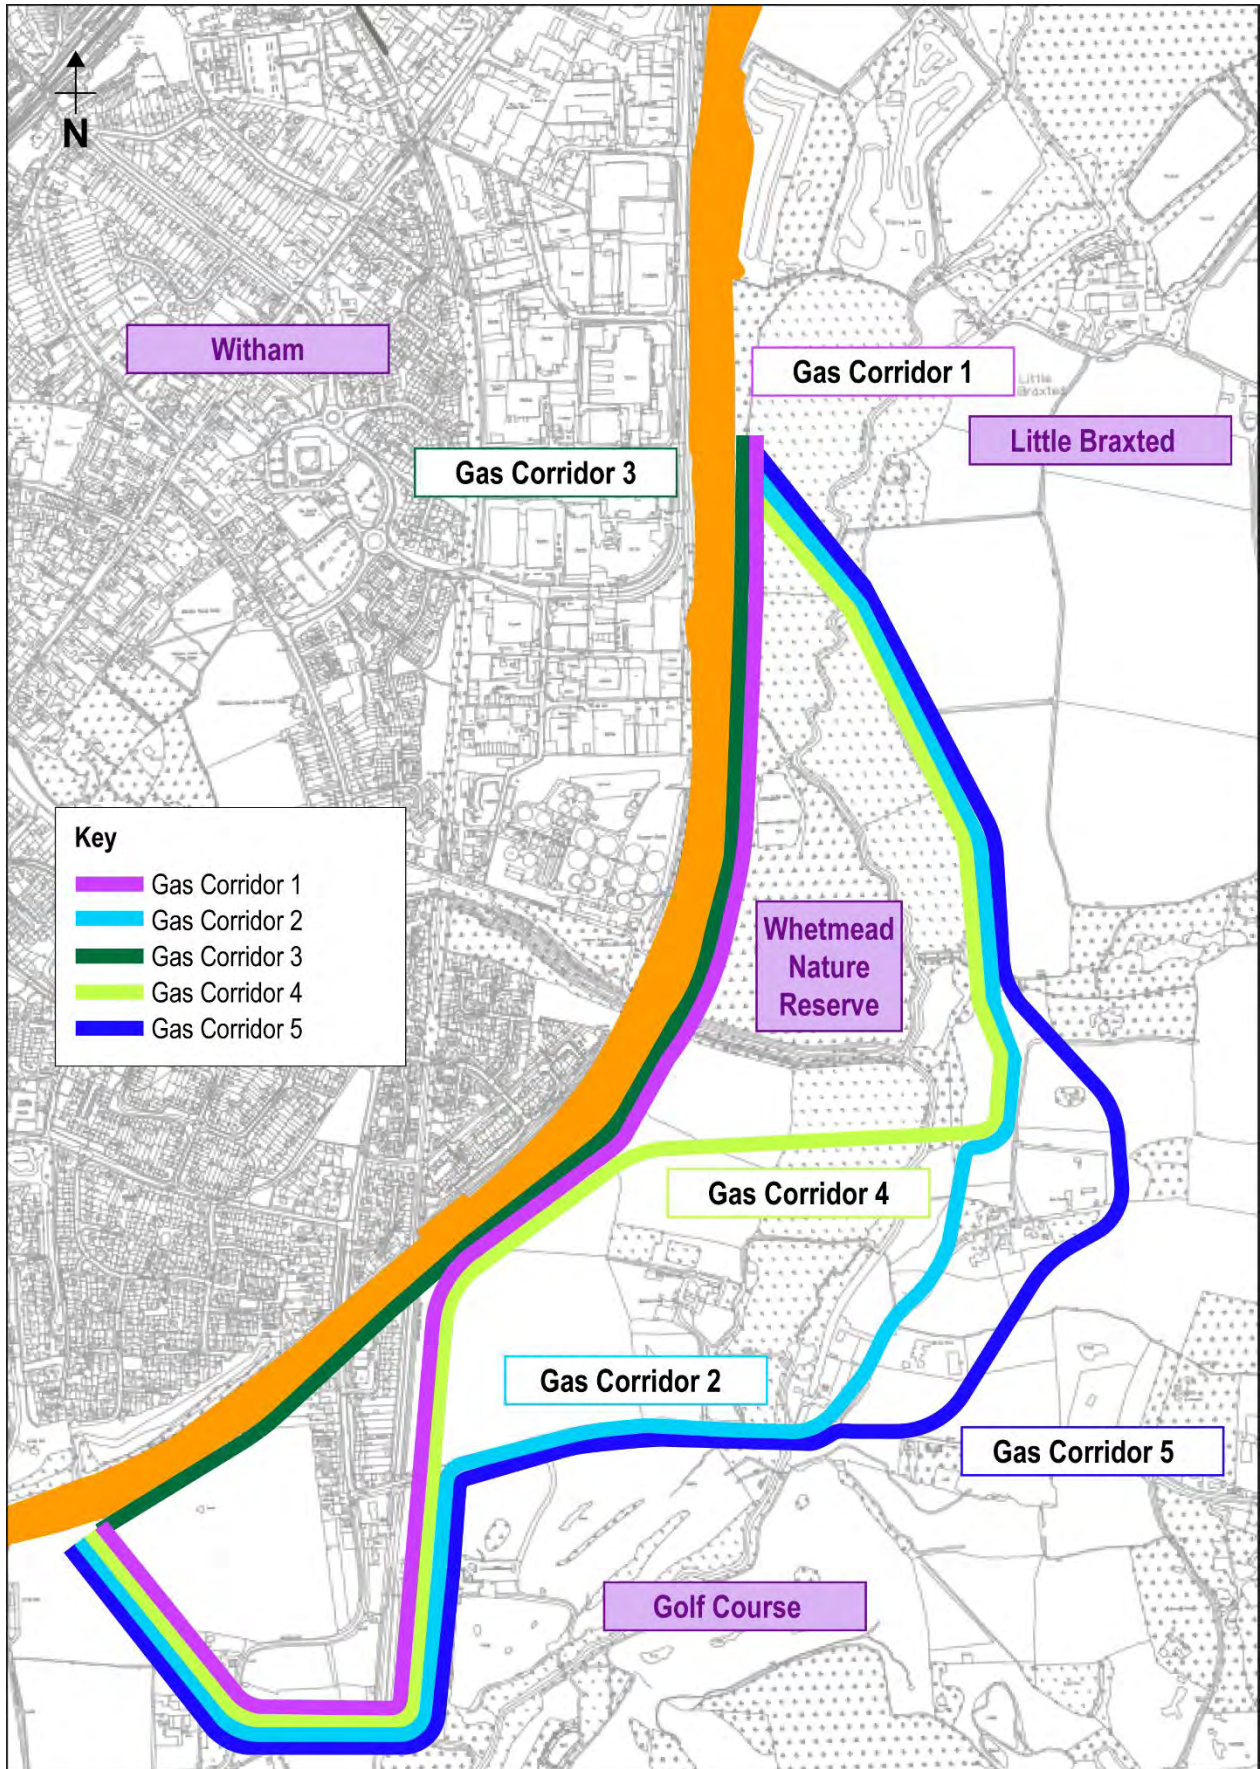 N
Witham
Gas Corridor 1
Little
Braxted
Little Braxted
Gas Corridor 3
Key
Gas Corridor 1
Gas Corridor 2
Gas Corridor 3
Gas Corridor 4
Gas Corridor 5
Whetmead
Nature
Reserve
Gas Corridor 4
Gas Corridor 2
Gas Corridor 5
Golf Course